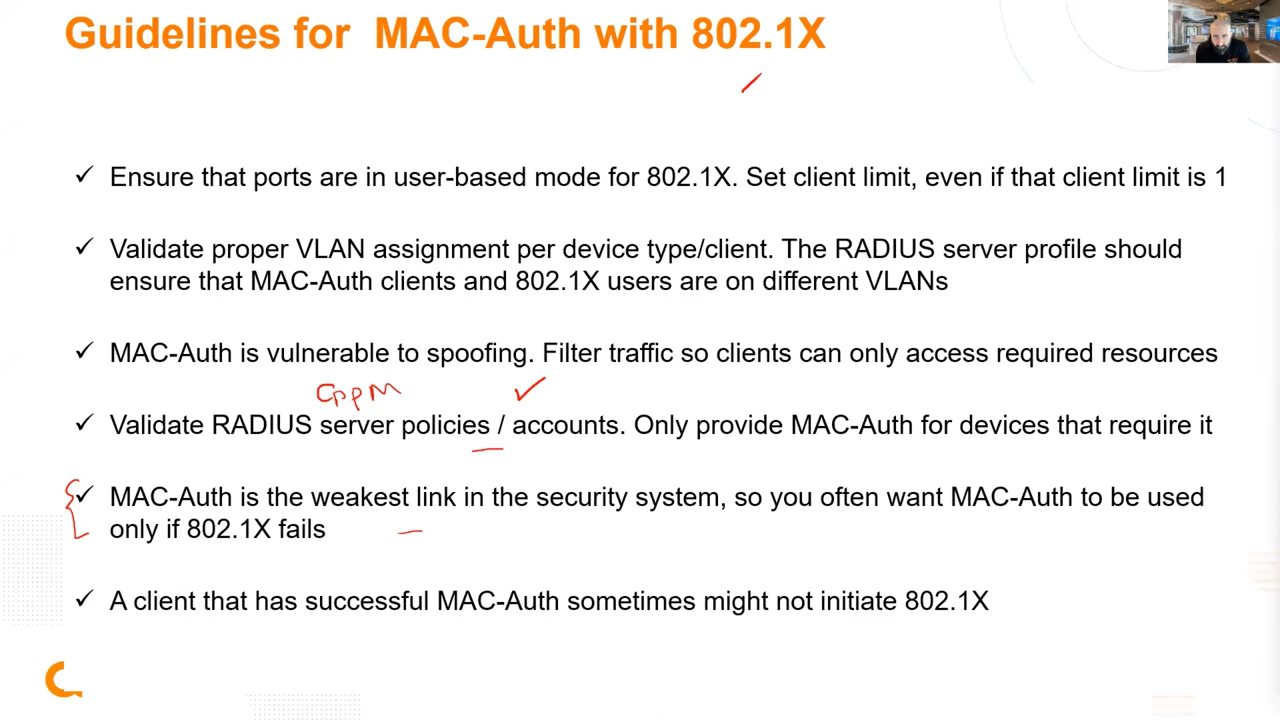 Guidelines for MAC-Auth with 802.1X
✓ Ensure that ports are in user-based mode for 802.1X. Set client limit, even if that client limit is 1
✓ Validate proper VLAN assignment per device type/client. The RADIUS server profile should
ensure that MAC-Auth clients and 802.1X users are on different VLANs
✓ MAC-Auth is vulnerable to spoofing. Filter traffic so clients can only access required resources
CPPM ✓
✓ Validate RADIUS server policies / accounts. Only provide MAC-Auth for devices that require it
✓ MAC-Auth is the weakest link in the security system, so you often want MAC-Auth to be used
only if 802.1X fails
✓ A client that has successful MAC-Auth sometimes might not initiate 802.1X